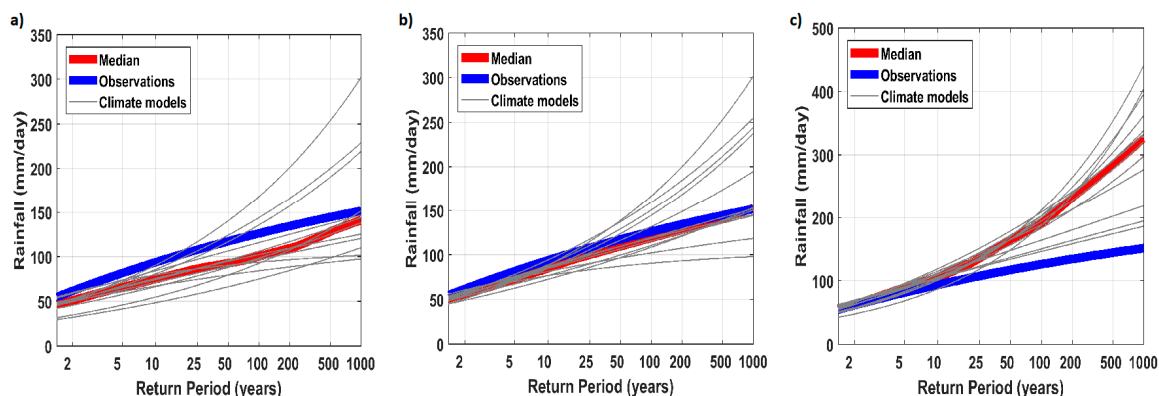 a)
350
300
250
200
150
100
50
0
Rainfall (mm/day)
Median
Observations
Climate models
2 5 10 25 50 100 200 1000
Return Period (years)
b)
350
300
250
200
150
100
50
0
Rainfall (mm/day)
Median
Observations
Climate models
2 5 10 25 50 100 200 1000
Return Period (years)
c)
500
400
300
200
100
0
Rainfall (mm/day)
Median
Observations
Climate models
2 5 10 25 50 100 200 1000
Return Period (years)